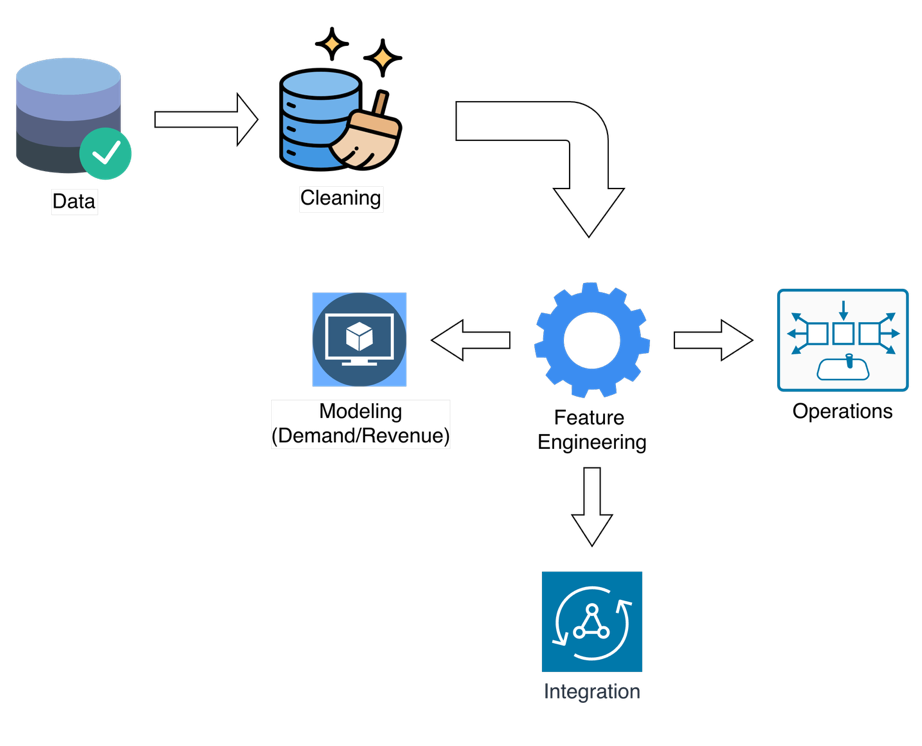 Data
Cleaning
Modeling
(Demand/Revenue)
Feature
Engineering
Operations
Integration